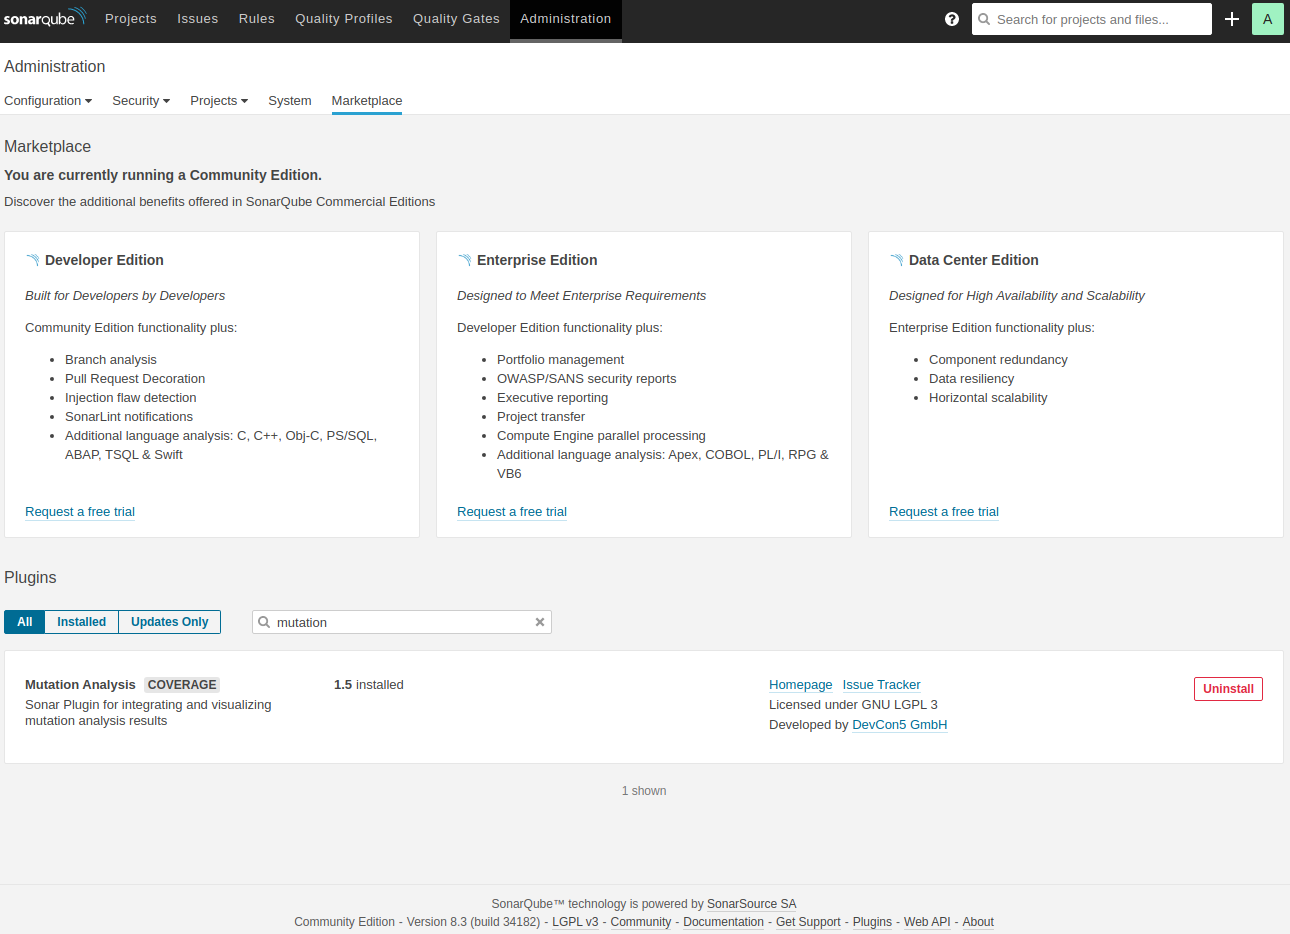 sonarqube Projects Issues Rules Quality Profiles Quality Gates Administration ? Search for projects and files... A
Administration
Configuration Security Projects System Marketplace
Marketplace
You are currently running a Community Edition.
Discover the additional benefits offered in SonarQube Commercial Editions
Developer Edition
Built for Developers by Developers
Community Edition functionality plus:
• Branch analysis
• Pull Request Decoration
• Injection flaw detection
• SonarLint notifications
• Additional language analysis: C, C++, Obj-C, PS/SQL,
ABAP, TSQL & Swift
Request a free trial
Enterprise Edition
Designed to Meet Enterprise Requirements
Developer Edition functionality plus:
• Portfolio management
• OWASP/SANS security reports
• Executive reporting
• Project transfer
• Compute Engine parallel processing
• Additional language analysis: Apex, COBOL, PL/I, RPG &
VB6
Request a free trial
Data Center Edition
Designed for High Availability and Scalability
Enterprise Edition functionality plus:
• Component redundancy
• Data resiliency
• Horizontal scalability
Request a free trial
Plugins
All Installed Updates Only mutation
Mutation Analysis COVERAGE
Sonar Plugin for integrating and visualizing
mutation analysis results
1.5 installed
Homepage Issue Tracker
Licensed under GNU LGPL 3
Developed by DevCon5 GmbH
Uninstall
1 shown
SonarQube™ technology is powered by SonarSource SA
Community Edition - Version 8.3 (build 34182) - LGPL v3 - Community - Documentation - Get Support - Plugins - Web API - About